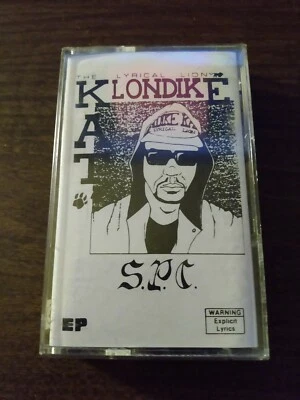 THE LYRICAL LION
KLONDIKE
KAT
S.P.C.
EP
WARNING
Explicit
Lyrics